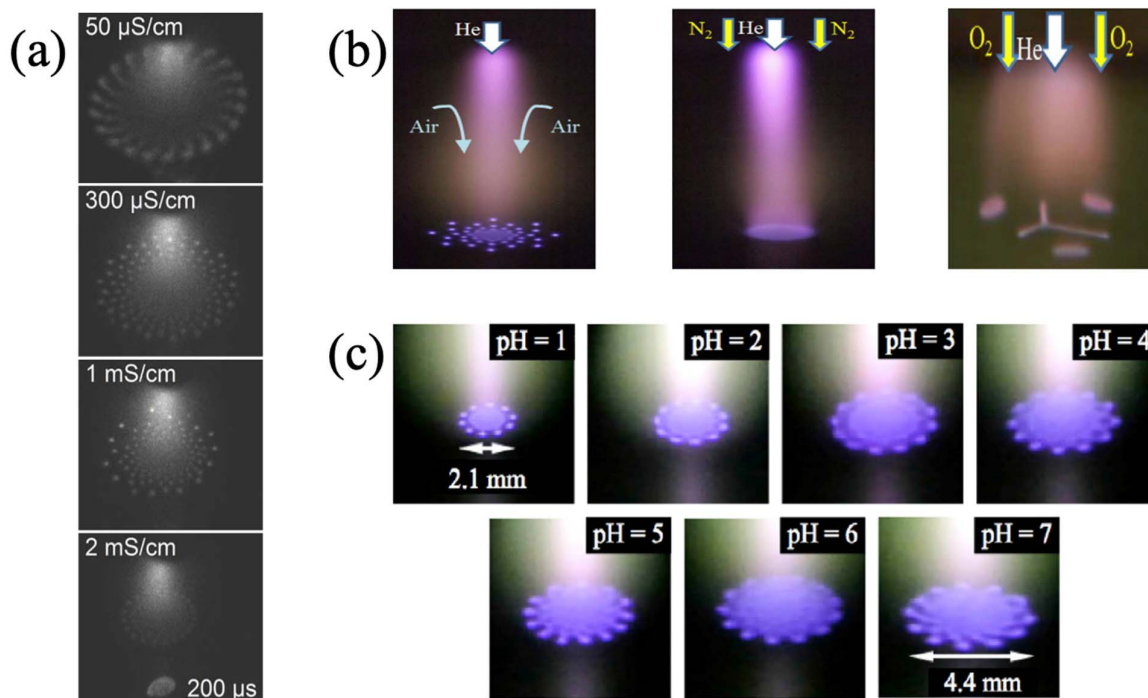 (a)
50 µS/cm
300 µS/cm
1 mS/cm
2 mS/cm
200 µs
(b)
He
Air
Air
N₂
He
N₂
O₂
He
O₂
(c)
pH = 1
2.1 mm
pH = 2
pH = 3
pH = 4
pH = 5
pH = 6
pH = 7
4.4 mm